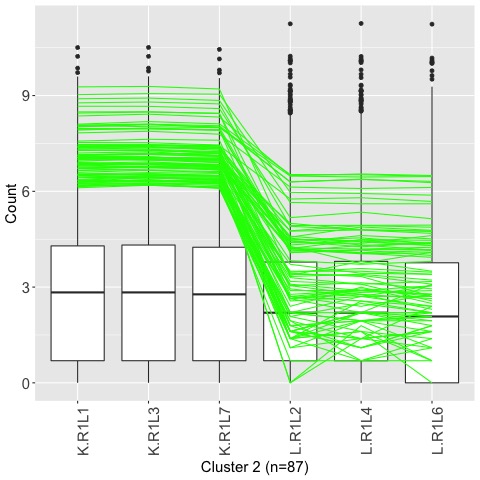 9
6
3
0
Count
K.R1L1
K.R1L3
K.R1L7
L.R1L2
L.R1L4
L.R1L6
Cluster 2 (n=87)